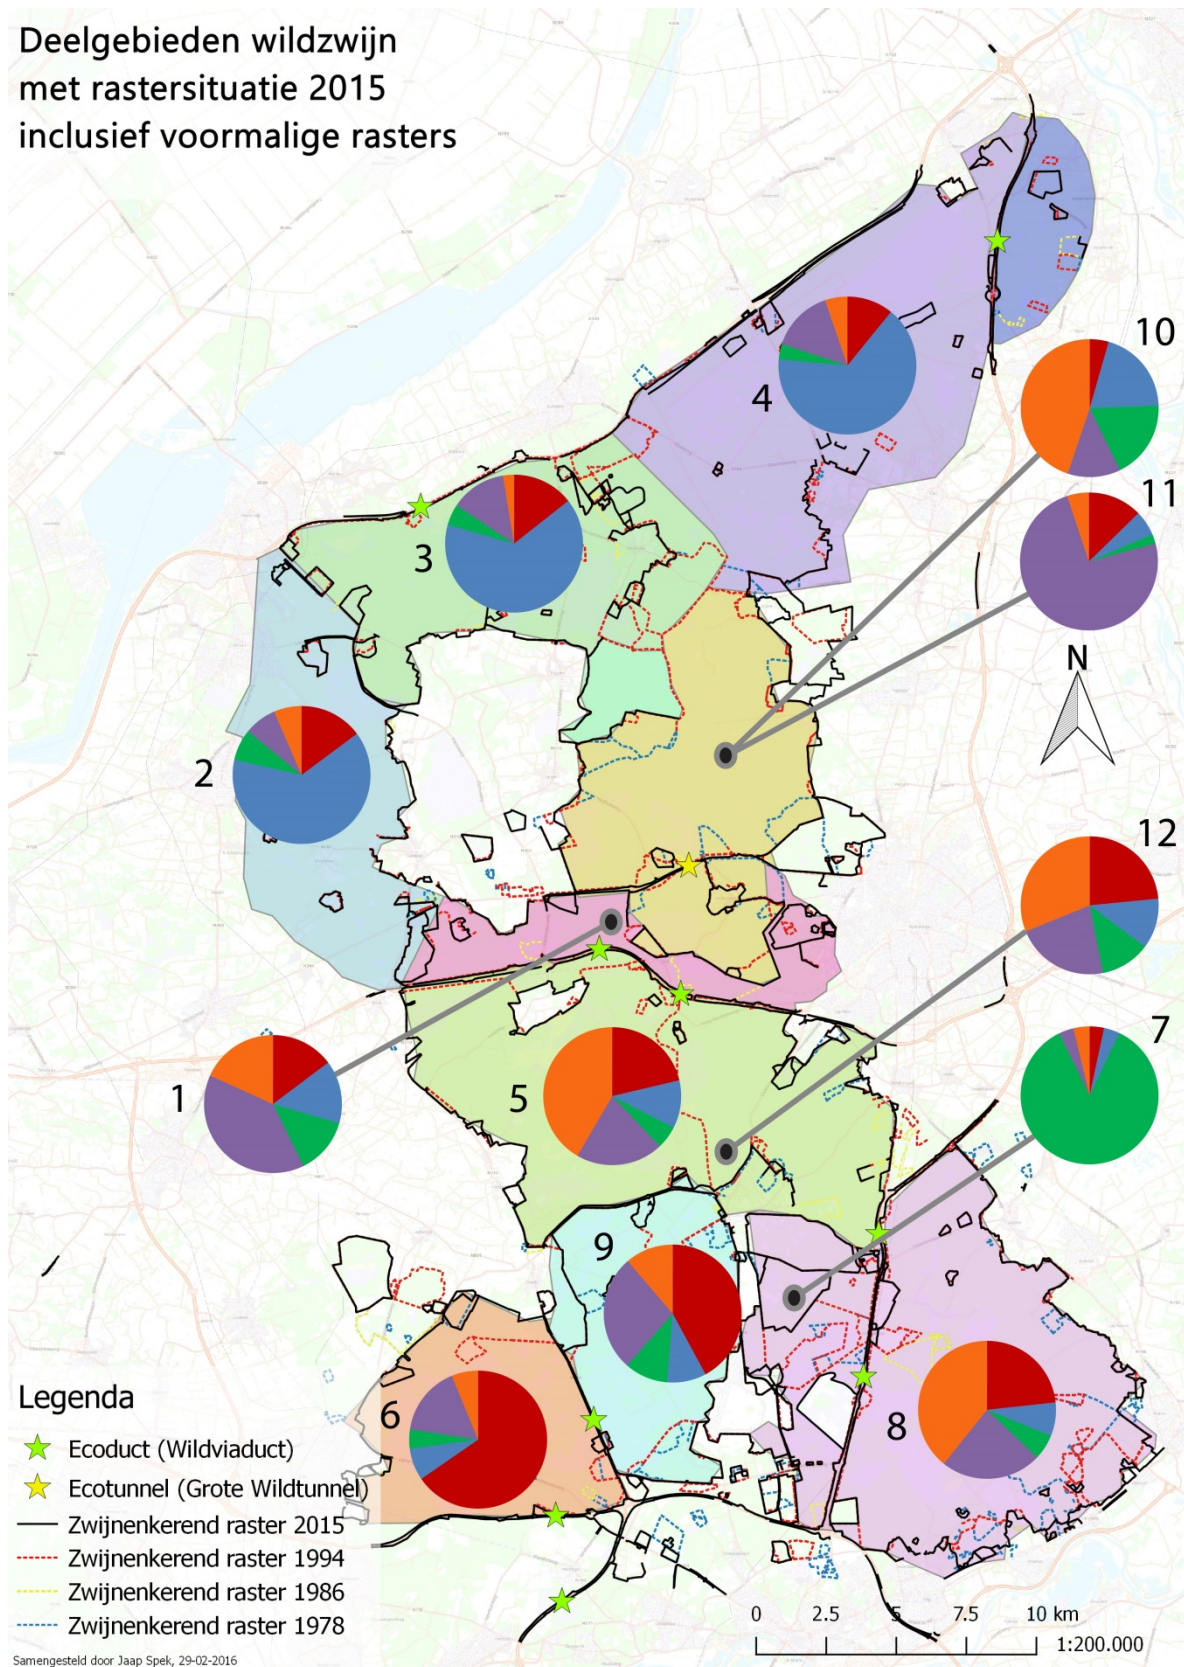 Deelgebieden wildzwijn
met rastersituatie 2015
inclusief voormalige rasters
10
4
11
3
N
2
12
7
1
5
9
6
8
Legenda
Ecoduct (Wildviaduct)
Ecotunnel (Grote Wildtunnel)
Zwijnenkerend raster 2015
Zwijnenkerend raster 1994
Zwijnenkerend raster 1986
Zwijnenkerend raster 1978
0 2.5 5 7.5 10 km
1:200.000
Samengesteld door Jaap Spek, 29-02-2016